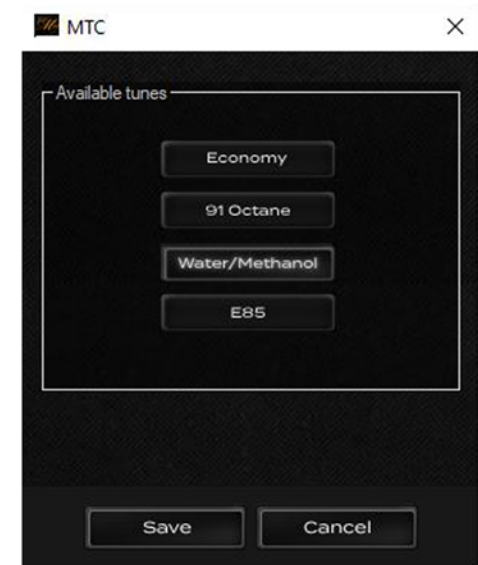 MTC
Available tunes
Economy
91 Octane
Water/Methanol
E85
Save
Cancel